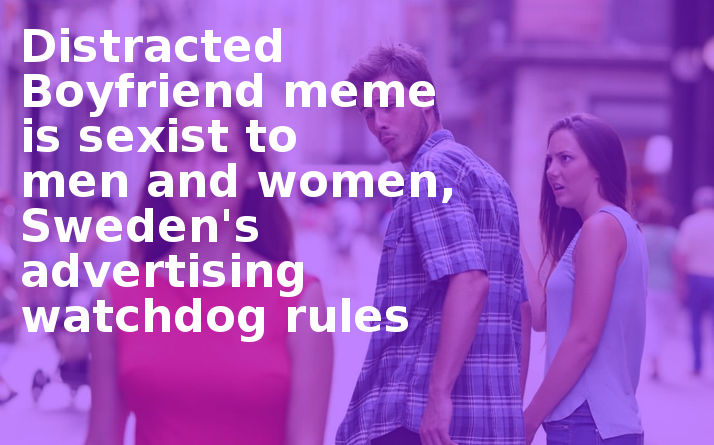 Distracted
Boyfriend meme
is sexist to
men and women,
Sweden's
advertising
watchdog rules